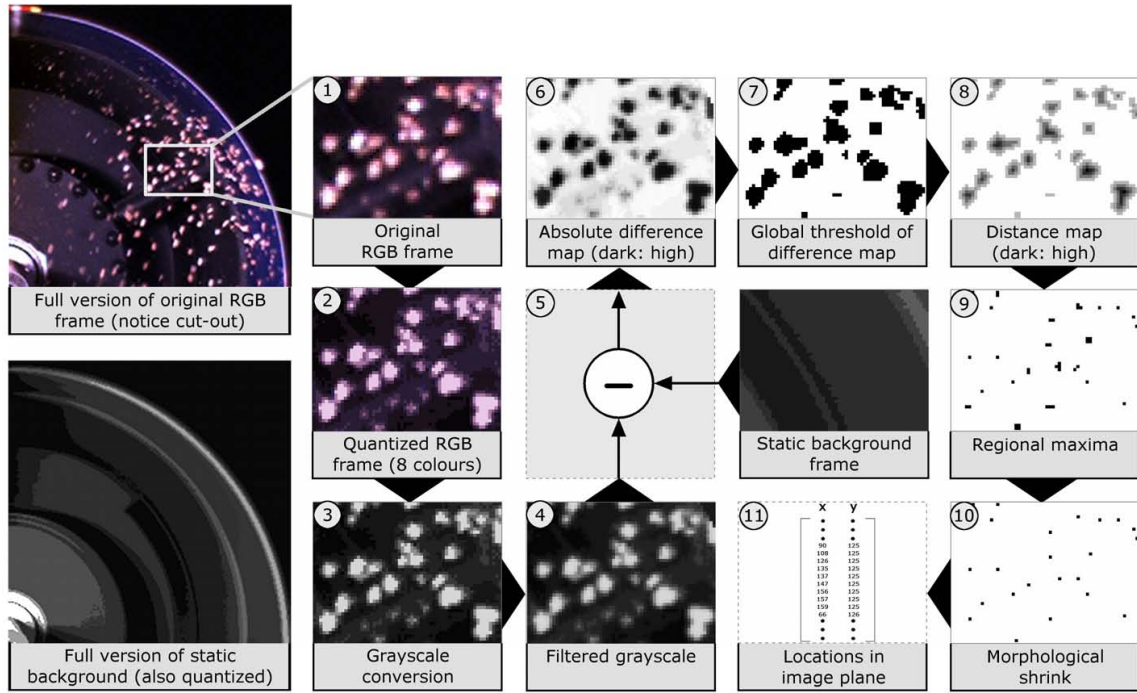 Full version of original RGB
frame (notice cut-out)
Full version of static
background (also quantized)
1
Original
RGB frame
2
Quantized RGB
frame (8 colours)
3
Grayscale
conversion
4
Filtered grayscale
5
6
Absolute difference
map (dark: high)
7
Global threshold of
difference map
8
Distance map
(dark: high)
Static background
frame
9
Regional maxima
10
Morphological
shrink
11
x y
90 125
108 125
126 125
135 125
137 125
147 125
156 125
157 125
159 125
66 126
Locations in
image plane